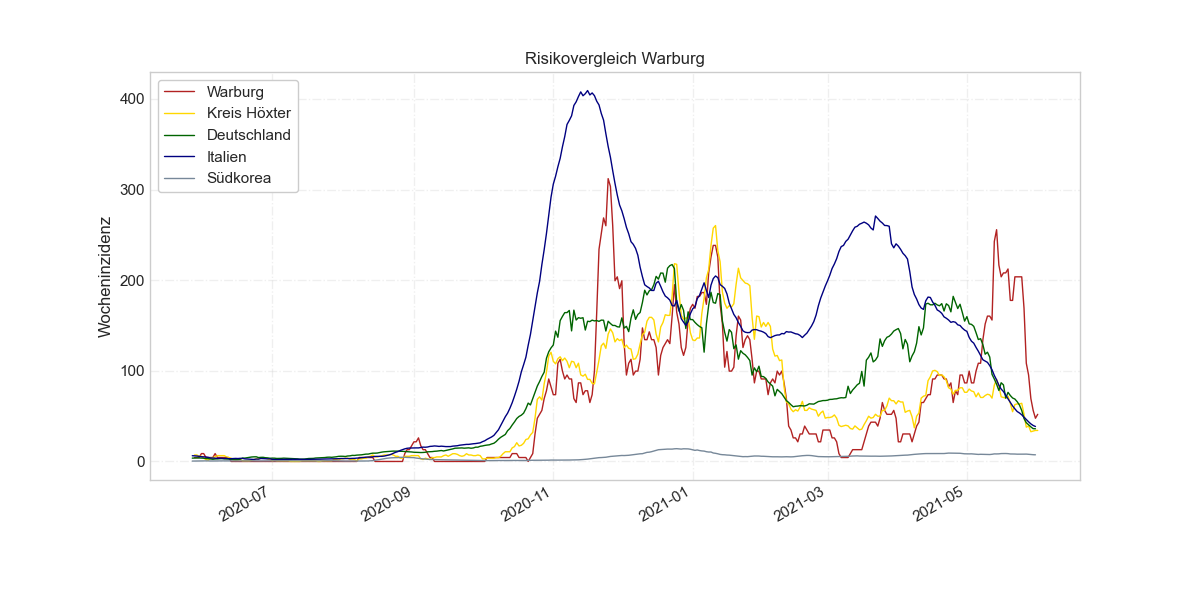 Risikovergleich Warburg
Warburg
Kreis Höxter
Deutschland
Italien
Südkorea
Wocheninzidenz
400
300
200
100
0
2020-07
2020-09
2020-11
2021-01
2021-03
2021-05